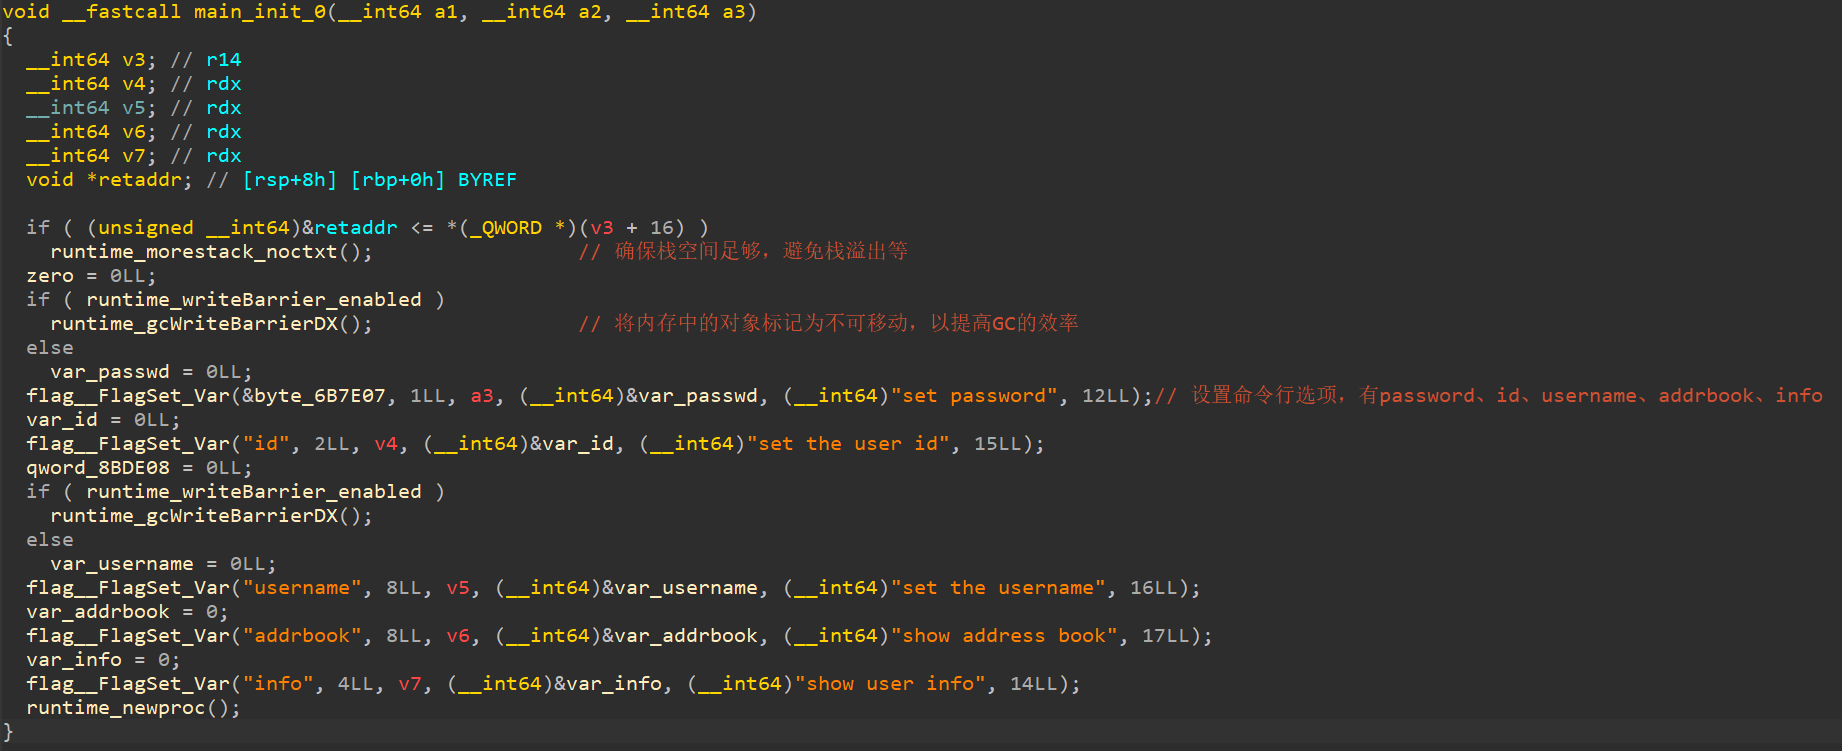 void __fastcall main_init_0(__int64 a1, __int64 a2, __int64 a3)
{
  __int64 v3; // r14
  __int64 v4; // rdx
  __int64 v5; // rdx
  __int64 v6; // rdx
  __int64 v7; // rdx
  void *retaddr; // [rsp+8h] [rbp+0h] BYREF

  if ( (unsigned __int64)&retaddr <= *(_QWORD *)(v3 + 16) )
    runtime_morestack_noctxt();                 // 确保栈空间足够，避免栈溢出等
  zero = 0LL;
  if ( runtime_writeBarrier_enabled )
    runtime_gcWriteBarrierDX();                 // 将内存中的对象标记为不可移动，以提高GC的效率
  else
    var_passwd = 0LL;
  flag__FlagSet_Var(&byte_6B7E07, 1LL, a3, (__int64)&var_passwd, (__int64)"set password", 12LL);// 设置命令行选项，有password、id、username、addrbook、info
  var_id = 0LL;
  flag__FlagSet_Var("id", 2LL, v4, (__int64)&var_id, (__int64)"set the user id", 15LL);
  qword_8BDE08 = 0LL;
  if ( runtime_writeBarrier_enabled )
    runtime_gcWriteBarrierDX();
  else
    var_username = 0LL;
  flag__FlagSet_Var("username", 8LL, v5, (__int64)&var_username, (__int64)"set the username", 16LL);
  var_addrbook = 0;
  flag__FlagSet_Var("addrbook", 8LL, v6, (__int64)&var_addrbook, (__int64)"show address book", 17LL);
  var_info = 0;
  flag__FlagSet_Var("info", 4LL, v7, (__int64)&var_info, (__int64)"show user info", 14LL);
  runtime_newproc();
}